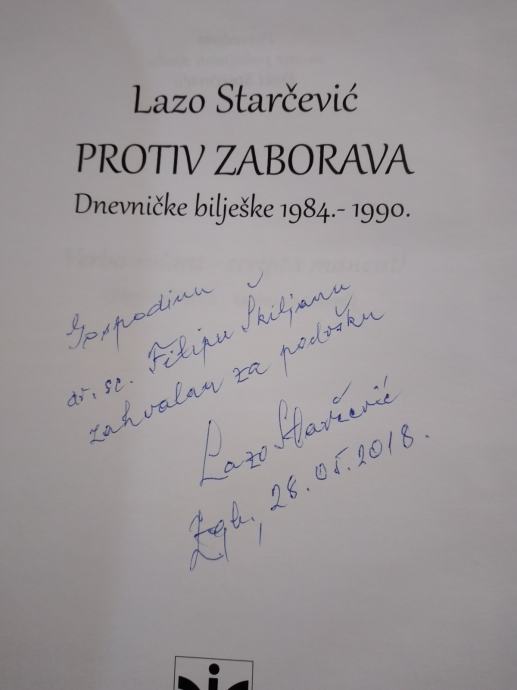 Lazo Starčević
PROTIV ZABORAVA
Dnevničke bilješke 1984.- 1990.
Gospodinu
dr. sc. Filipu Škiljanu
zahvalan za podršku
Lazo Starčević
Zgb., 28.05.2018.